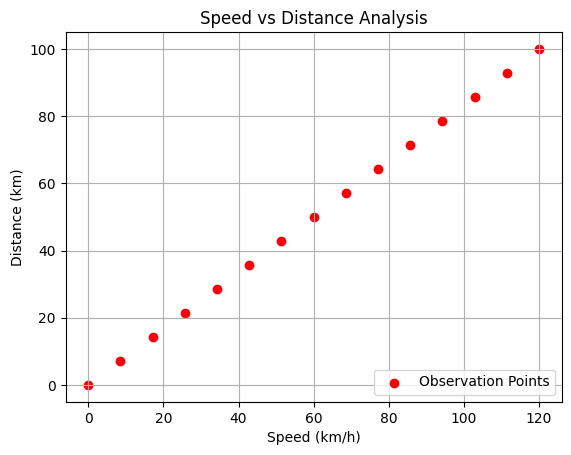 Speed vs Distance Analysis
100
80
60
40
20
0
Distance (km)
Observation Points
0 20 40 60 80 100 120
Speed (km/h)